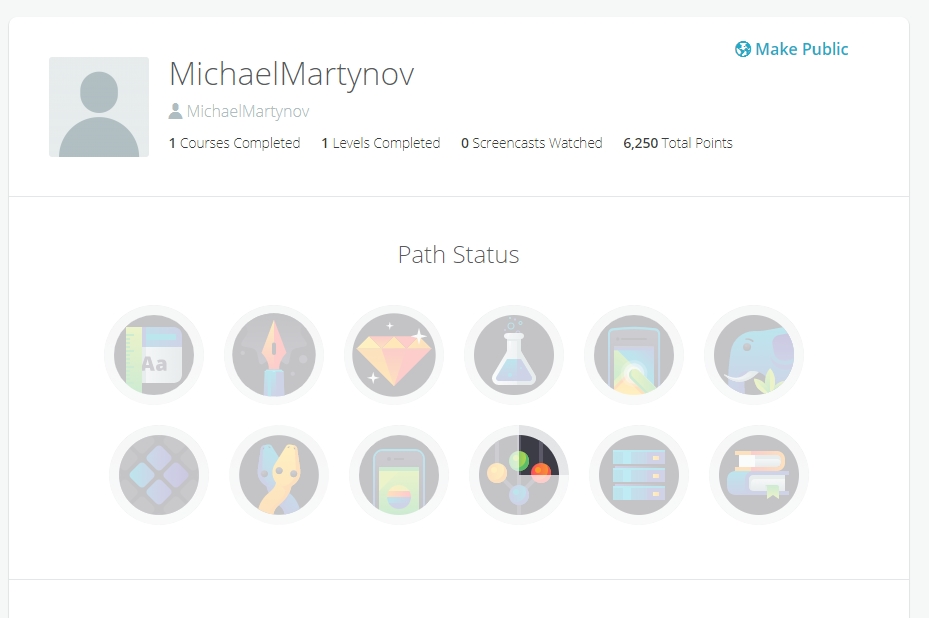 Make Public
MichaelMartynov
MichaelMartynov
1 Courses Completed 1 Levels Completed 0 Screencasts Watched 6,250 Total Points
Path Status
Aa